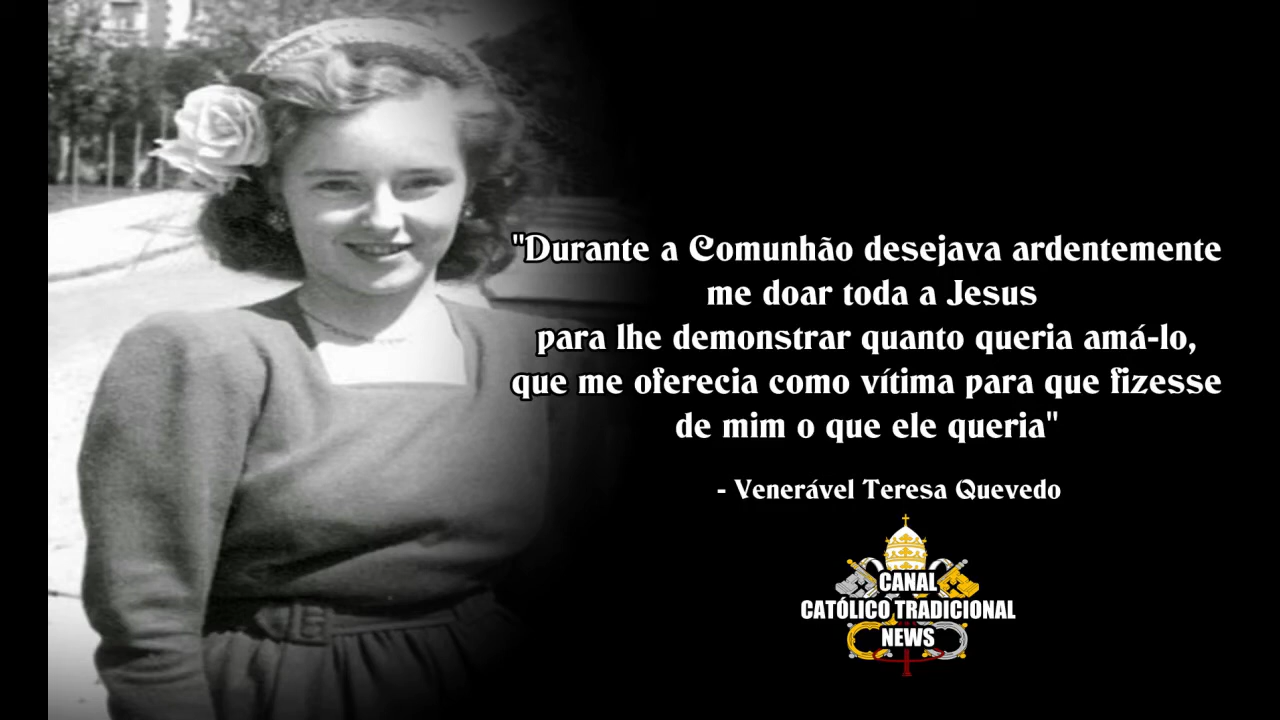 "Durante a Comunhão desejava ardentemente
me doar toda a Jesus
para lhe demonstrar quanto queria amá-lo,
que me oferecia como vítima para que fizesse
de mim o que ele queria"
- Venerável Teresa Quevedo
CANAL
CATÓLICO TRADICIONAL
NEWS